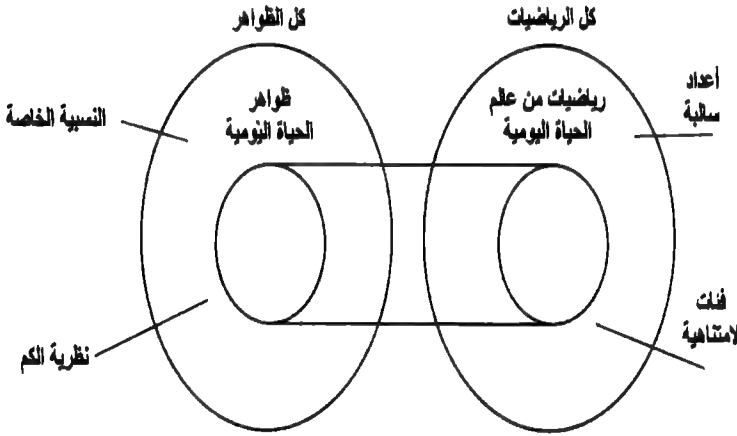 كل الرياضيات
كل الظواهر
أعداد
سالبة
رياضيات من عالم
الحياة اليومية
ظواهر
الحياة اليومية
النسبية الخاصة
فئات
لامتناهية
نظرية الكم